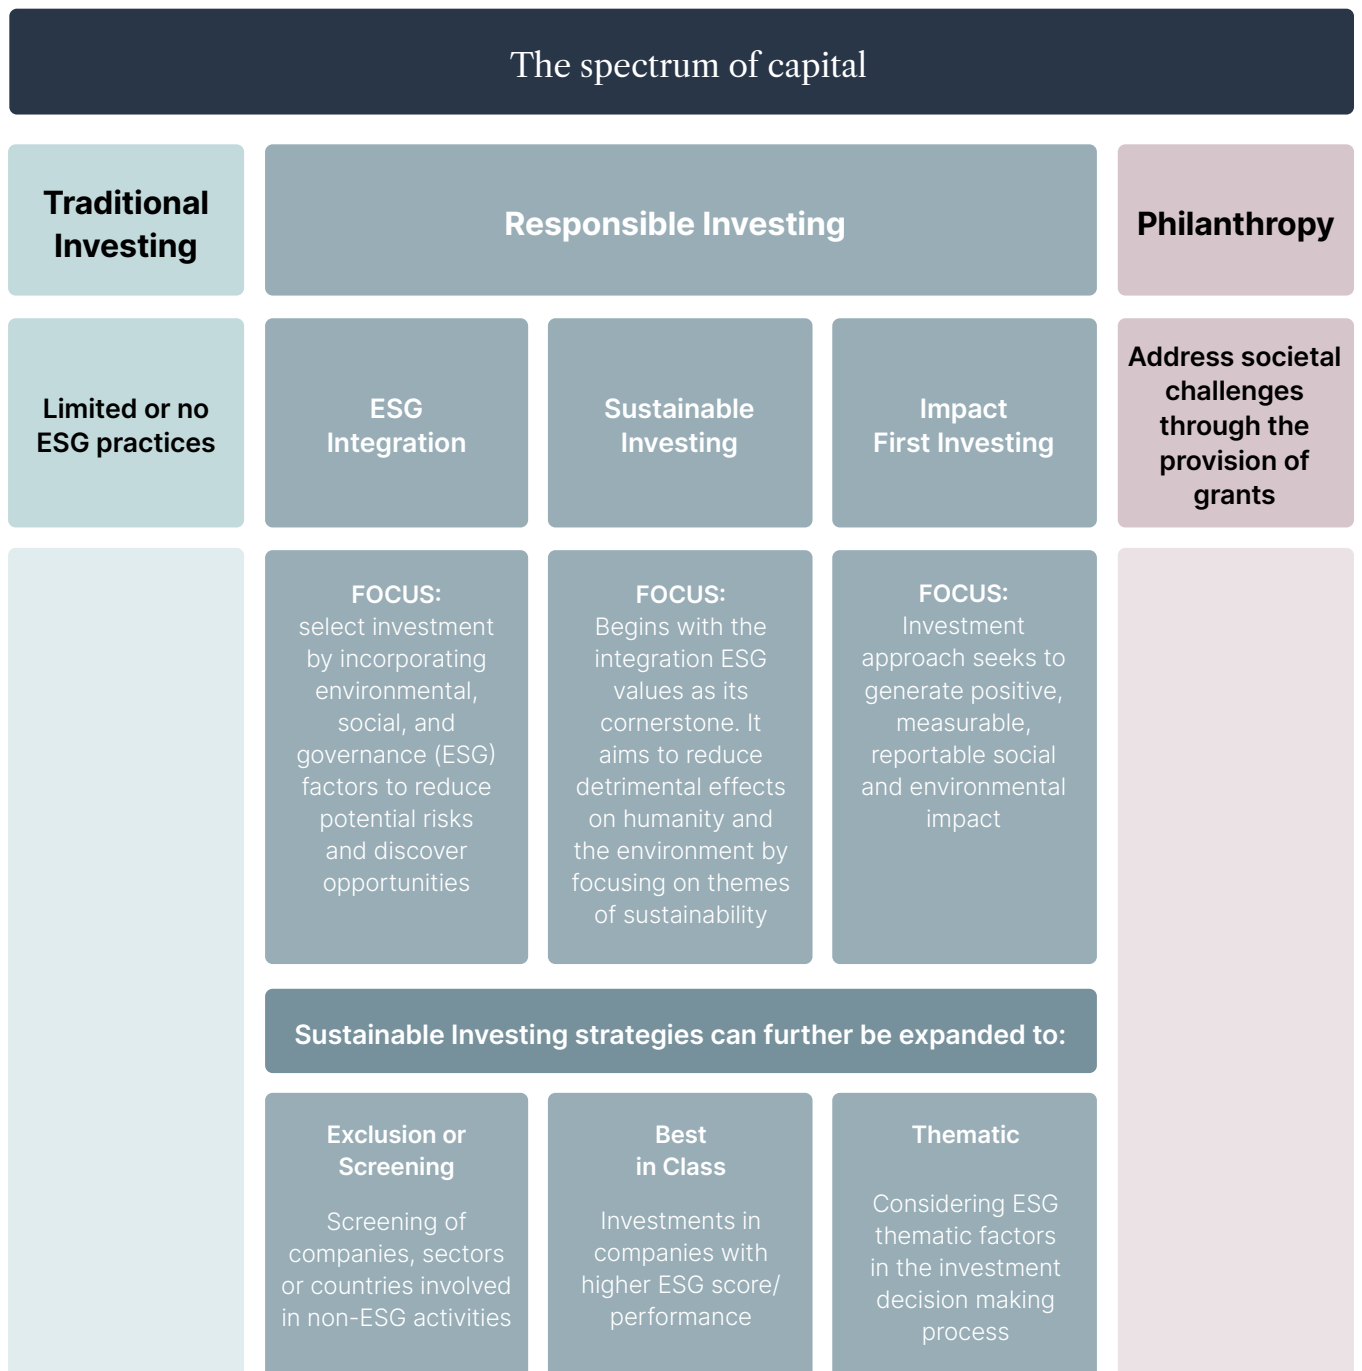 The spectrum of capital
Traditional
Investing
Responsible Investing
Philanthropy
Limited or no
ESG practices
ESG
Integration
Sustainable
Investing
Impact
First Investing
Address societal
challenges
through the
provision of
grants
FOCUS:
select investment
by incorporating
environmental,
social, and
governance (ESG)
factors to reduce
potential risks
and discover
opportunities
FOCUS:
Begins with the
integration ESG
values as its
cornerstone. It
aims to reduce
detrimental effects
on humanity and
the environment by
focusing on themes
of sustainability
FOCUS:
Investment
approach seeks to
generate positive,
measurable,
reportable social
and environmental
impact
Sustainable Investing strategies can further be expanded to:
Exclusion or
Screening
Screening of
companies, sectors
or countries involved
in non-ESG activities
Best
in Class
Investments in
companies with
higher ESG score/
performance
Thematic
Considering ESG
thematic factors
in the investment
decision making
process